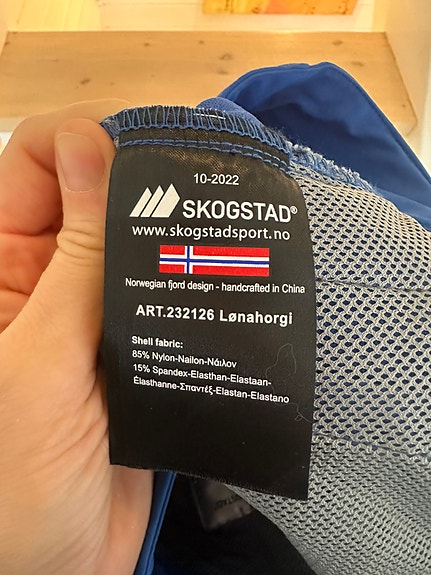 10-2022
SKOGSTAD®
www.skogstadsport.no
Norwegian fjord design - handcrafted in China
ART.232126 Lønahorgi
Shell fabric:
85% Nylon-Nailon-Νάιλον
15% Spandex-Elasthan-Elastaan-
Élasthanne-Σπαντέξ-Elastan-Elastano